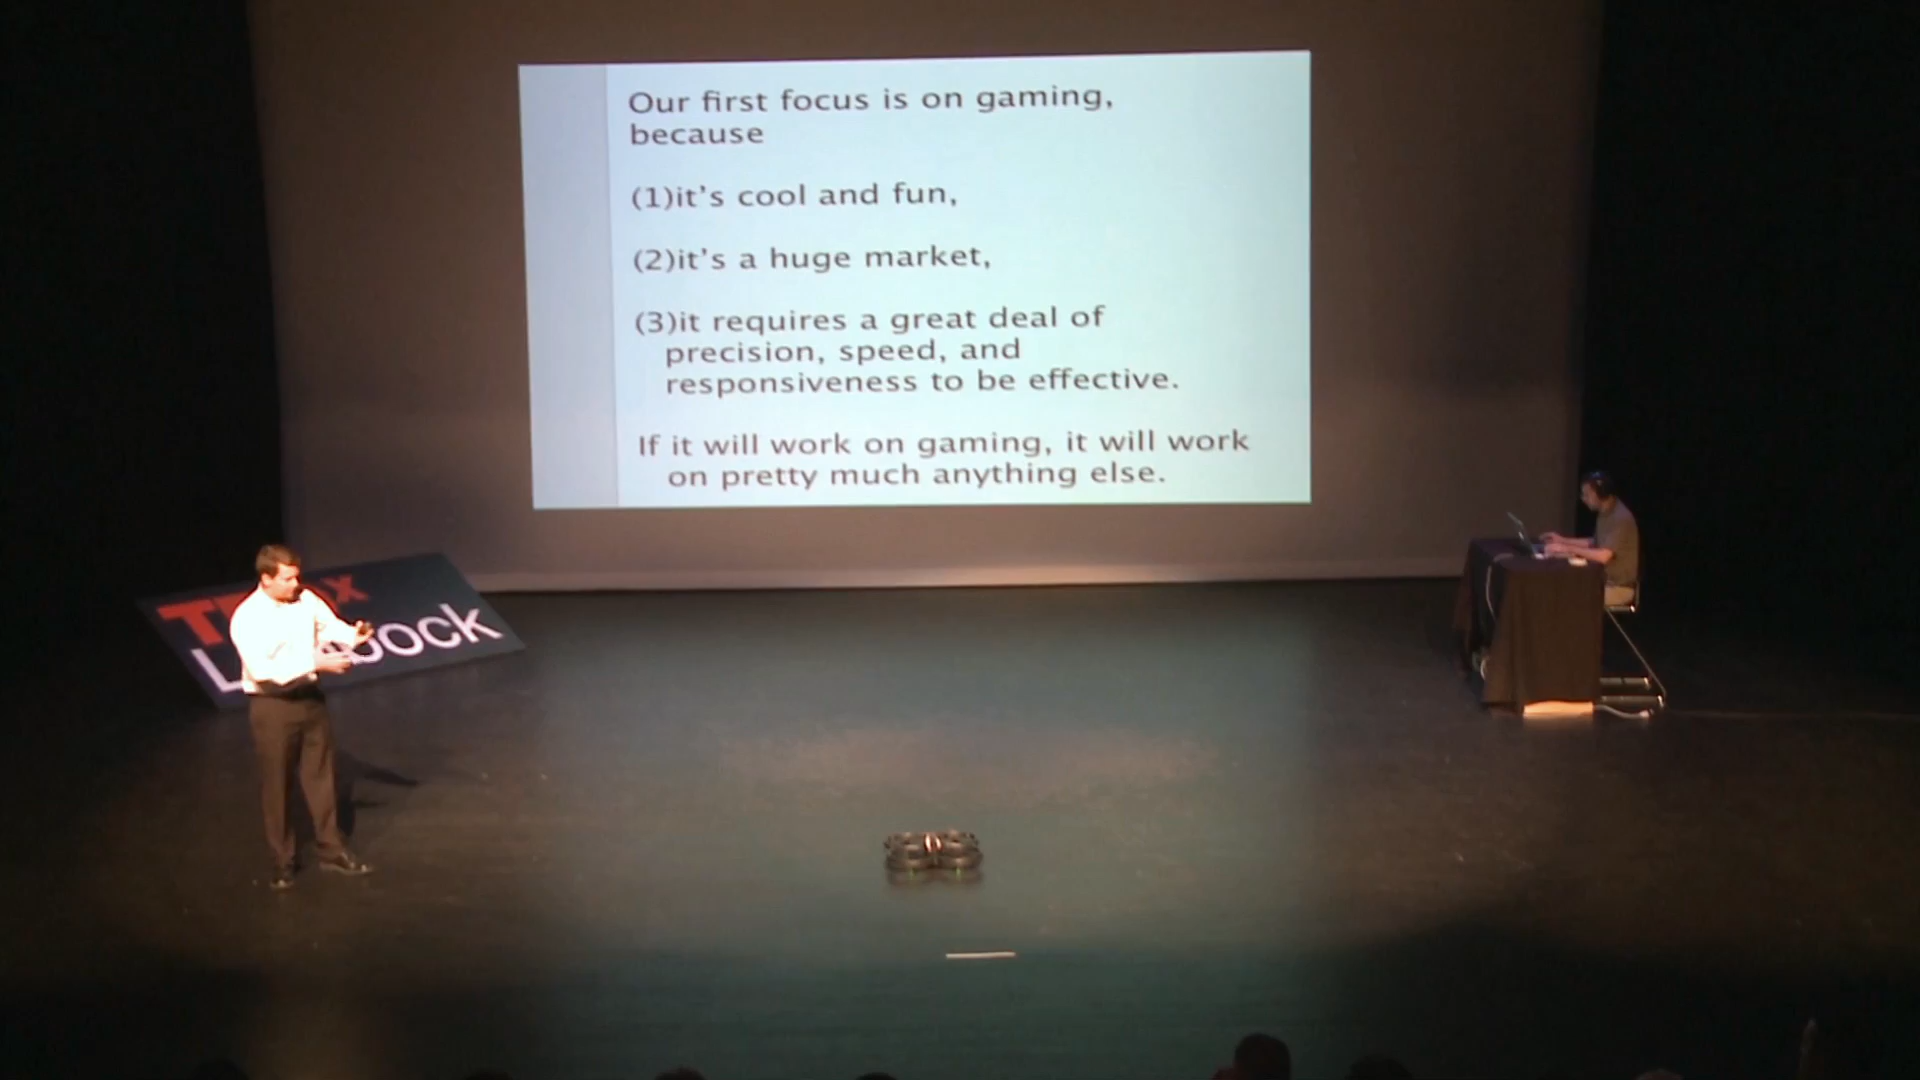 Our first focus is on gaming,
because
(1)it's cool and fun,
(2)it's a huge market,
(3)it requires a great deal of
precision, speed, and
responsiveness to be effective.
If it will work on gaming, it will work
on pretty much anything else.